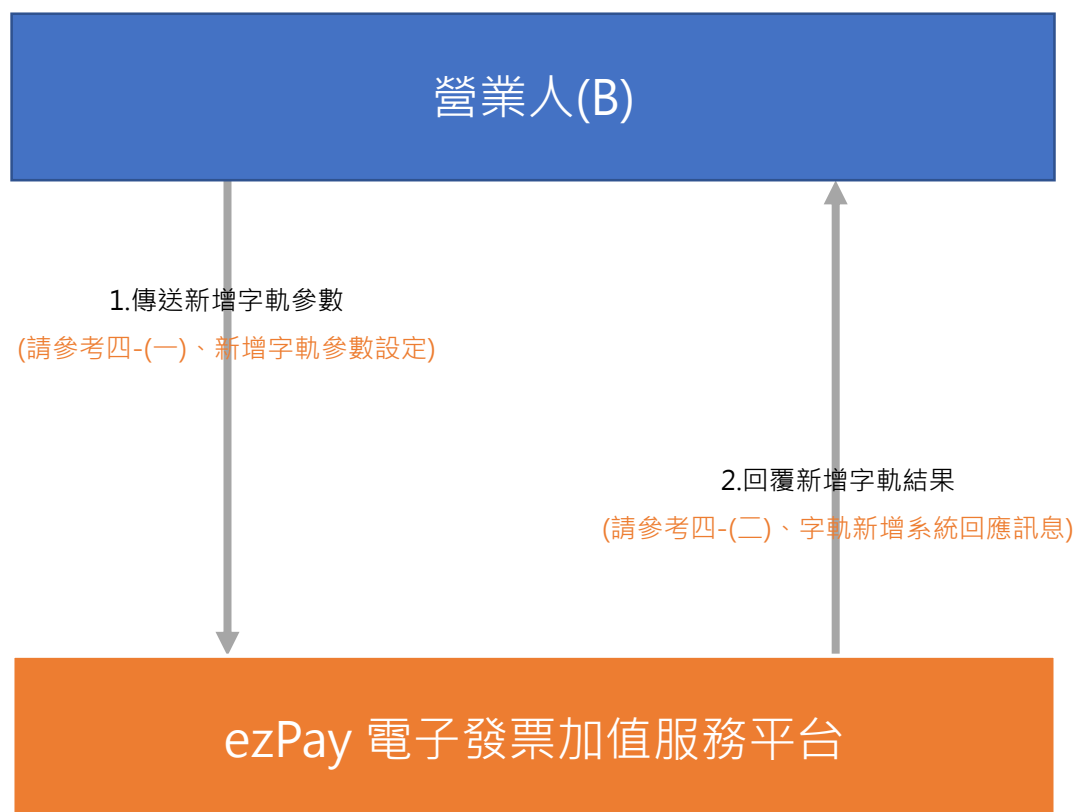 營業人(B)
1.傳送新增字軌參數
(請參考四-(一)、新增字軌參數設定)
2.回覆新增字軌結果
(請參考四-(二)、字軌新增系統回應訊息)
ezPay 電子發票加值服務平台